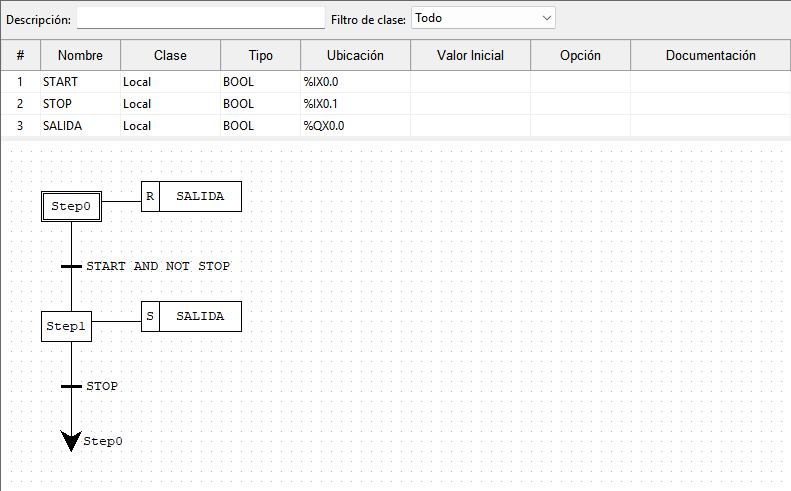 Descripción: Filtro de clase: Todo
# Nombre Clase Tipo Ubicación Valor Inicial Opción Documentación
1 START Local BOOL %IX0.0
2 STOP Local BOOL %IX0.1
3 SALIDA Local BOOL %QX0.0
Step0 R SALIDA
START AND NOT STOP
Step1 S SALIDA
STOP
Step0